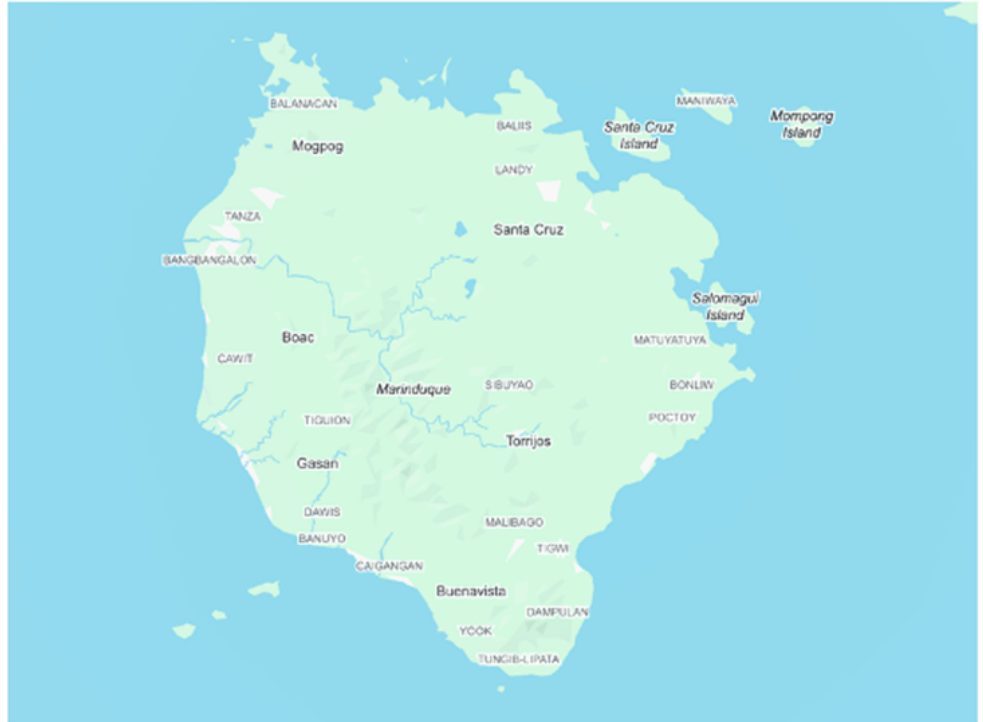 MANIWAYA
BALANACAN
Mompong
Island
BALIIS
Santa Cruz
Island
Mogpog
LANDY
TANZA
Santa Cruz
BANGBANGALON
Salomagui
Island
Boac
MATUYATUYA
CAWIT
Marinduque
SIBUYAO
BONLIW
TIGUION
POCTOY
Torrijos
Gasan
DAWIS
MALIBAGO
BANUYO
TIGWI
CAIGANGAN
Buenavista
DAMPULAN
YOOK
TUNGIB-LIPATA